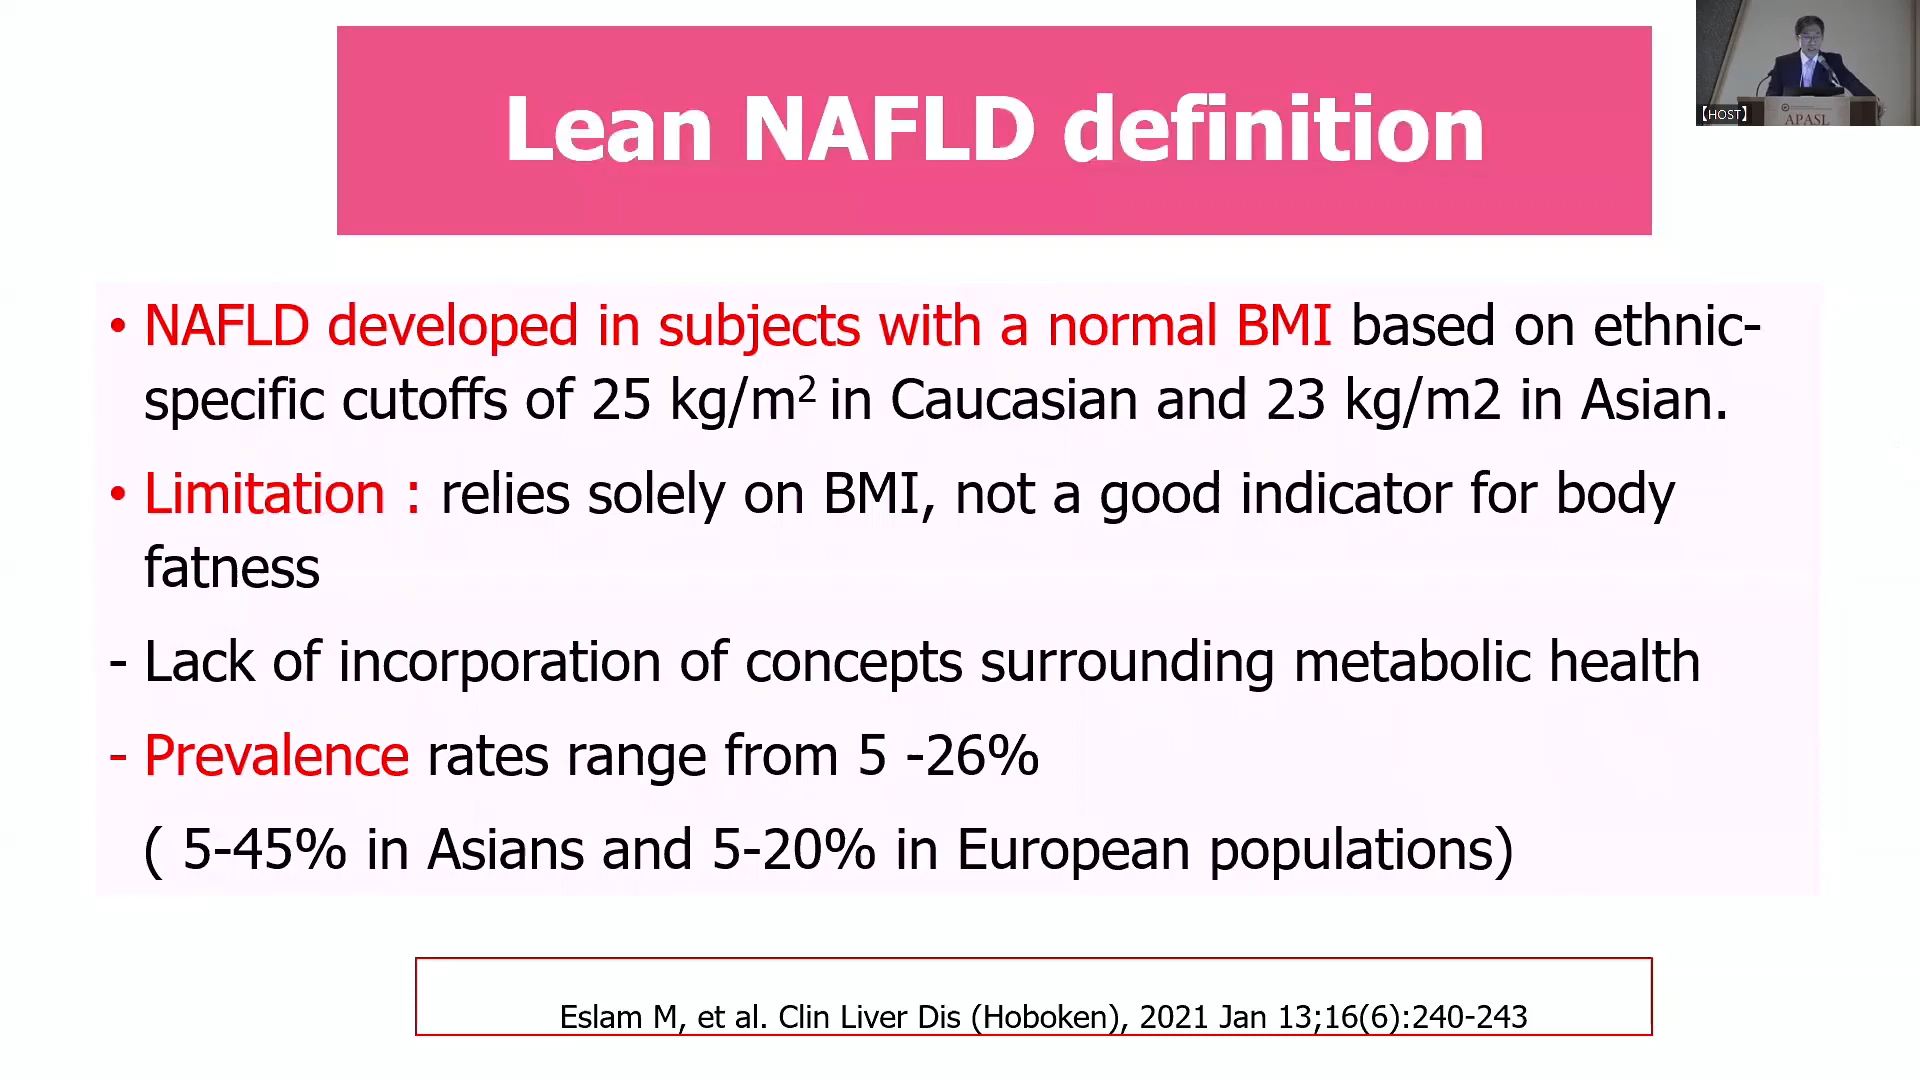 Lean NAFLD definition
【HOST】
APASL
• NAFLD developed in subjects with a normal BMI based on ethnic-
specific cutoffs of 25 kg/m² in Caucasian and 23 kg/m2 in Asian.
• Limitation : relies solely on BMI, not a good indicator for body
fatness
- Lack of incorporation of concepts surrounding metabolic health
- Prevalence rates range from 5 -26%
( 5-45% in Asians and 5-20% in European populations)
Eslam M, et al. Clin Liver Dis (Hoboken), 2021 Jan 13;16(6):240-243